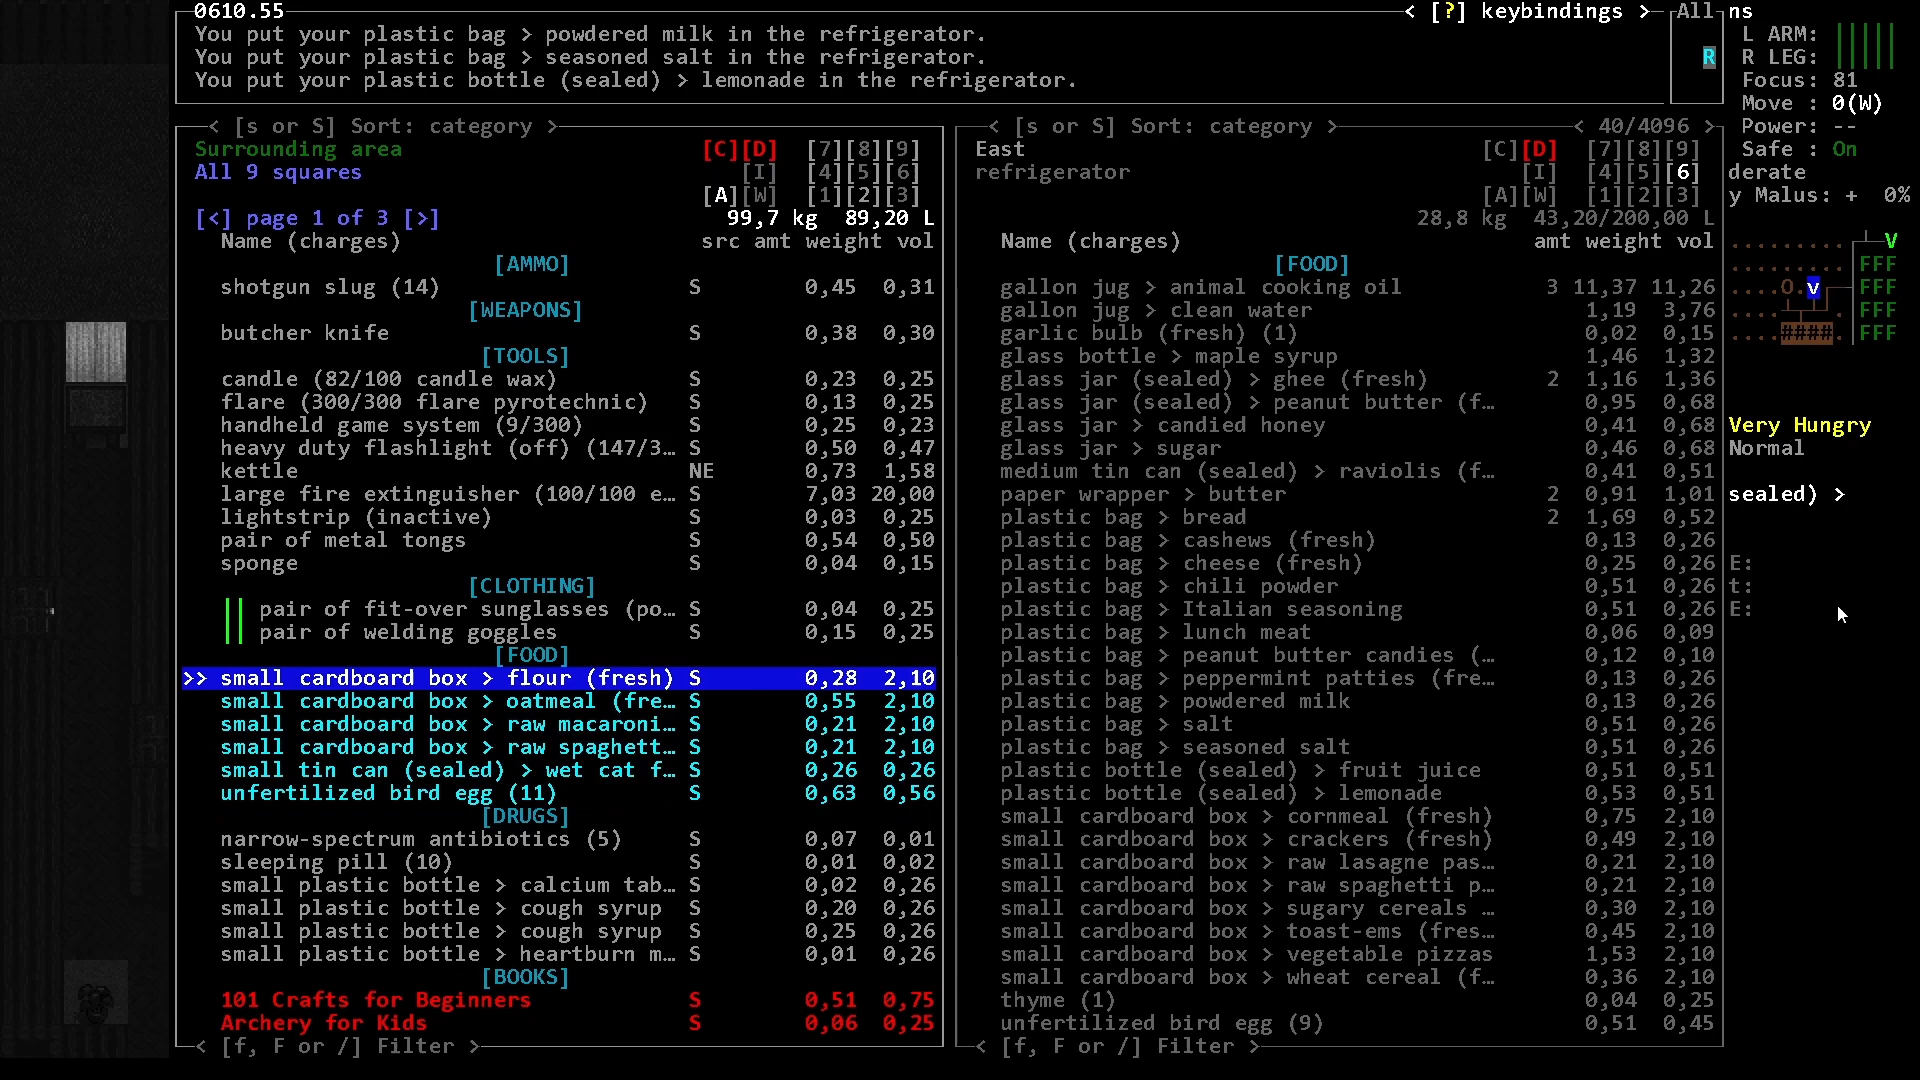 0610.55 < [?] keybindings > All ns
You put your plastic bag > powdered milk in the refrigerator.
You put your plastic bag > seasoned salt in the refrigerator.
You put your plastic bottle (sealed) > lemonade in the refrigerator.
R
L ARM: |||||
R LEG: |||||
Focus: 81
Move : 0(W)
Power: --
Safe : On
derate
y Malus: + 0%
< [s or S] Sort: category >
Surrounding area [C][D] [7][8][9]
All 9 squares [I] [4][5][6]
[A][W] [1][2][3]
[<] page 1 of 3 [>] 99,7 kg 89,20 L
Name (charges) src amt weight vol
[AMMO]
shotgun slug (14) S 0,45 0,31
[WEAPONS]
butcher knife S 0,38 0,30
[TOOLS]
candle (82/100 candle wax) S 0,23 0,25
flare (300/300 flare pyrotechnic) S 0,13 0,25
handheld game system (9/300) S 0,25 0,23
heavy duty flashlight (off) (147/3… S 0,50 0,47
kettle NE 0,73 1,58
large fire extinguisher (100/100 e… S 7,03 20,00
lightstrip (inactive) S 0,03 0,25
pair of metal tongs S 0,54 0,50
sponge S 0,04 0,15
[CLOTHING]
|| pair of fit-over sunglasses (po… S 0,04 0,25
|| pair of welding goggles S 0,15 0,25
[FOOD]
>> small cardboard box > flour (fresh) S 0,28 2,10
small cardboard box > oatmeal (fre… S 0,55 2,10
small cardboard box > raw macaroni… S 0,21 2,10
small cardboard box > raw spaghett… S 0,21 2,10
small tin can (sealed) > wet cat f… S 0,26 0,26
unfertilized bird egg (11) S 0,63 0,56
[DRUGS]
narrow-spectrum antibiotics (5) S 0,07 0,01
sleeping pill (10) S 0,01 0,02
small plastic bottle > calcium tab… S 0,02 0,26
small plastic bottle > cough syrup S 0,20 0,26
small plastic bottle > cough syrup S 0,25 0,26
small plastic bottle > heartburn m… S 0,01 0,26
[BOOKS]
101 Crafts for Beginners S 0,51 0,75
Archery for Kids S 0,06 0,25
< [f, F or /] Filter >
< [s or S] Sort: category > < 40/4096 >
East [C][D] [7][8][9]
refrigerator [I] [4][5][6]
[A][W] [1][2][3]
28,8 kg 43,20/200,00 L
Name (charges) amt weight vol
[FOOD]
gallon jug > animal cooking oil 3 11,37 11,26
gallon jug > clean water 1,19 3,76
garlic bulb (fresh) (1) 0,02 0,15
glass bottle > maple syrup 1,46 1,32
glass jar (sealed) > ghee (fresh) 2 1,16 1,36
glass jar (sealed) > peanut butter (f… 0,95 0,68
glass jar > candied honey 0,41 0,68
glass jar > sugar 0,46 0,68
medium tin can (sealed) > raviolis (f… 0,41 0,51
paper wrapper > butter 2 0,91 1,01
plastic bag > bread 2 1,69 0,52
plastic bag > cashews (fresh) 0,13 0,26
plastic bag > cheese (fresh) 0,25 0,26
plastic bag > chili powder 0,51 0,26
plastic bag > Italian seasoning 0,51 0,26
plastic bag > lunch meat 0,06 0,09
plastic bag > peanut butter candies (… 0,12 0,10
plastic bag > peppermint patties (fre… 0,13 0,26
plastic bag > powdered milk 0,13 0,26
plastic bag > salt 0,51 0,26
plastic bag > seasoned salt 0,51 0,26
plastic bottle (sealed) > fruit juice 0,51 0,51
plastic bottle (sealed) > lemonade 0,53 0,51
small cardboard box > cornmeal (fresh) 0,75 2,10
small cardboard box > crackers (fresh) 0,49 2,10
small cardboard box > raw lasagne pas… 0,21 2,10
small cardboard box > raw spaghetti p… 0,21 2,10
small cardboard box > sugary cereals … 0,30 2,10
small cardboard box > toast-ems (fres… 0,45 2,10
small cardboard box > vegetable pizzas 1,53 2,10
small cardboard box > wheat cereal (f… 0,36 2,10
thyme (1) 0,04 0,25
unfertilized bird egg (9) 0,51 0,45
< [f, F or /] Filter >
V
FFF
0.v FFF
FFF
FFF
Very Hungry
Normal
sealed) >
E:
t:
E: